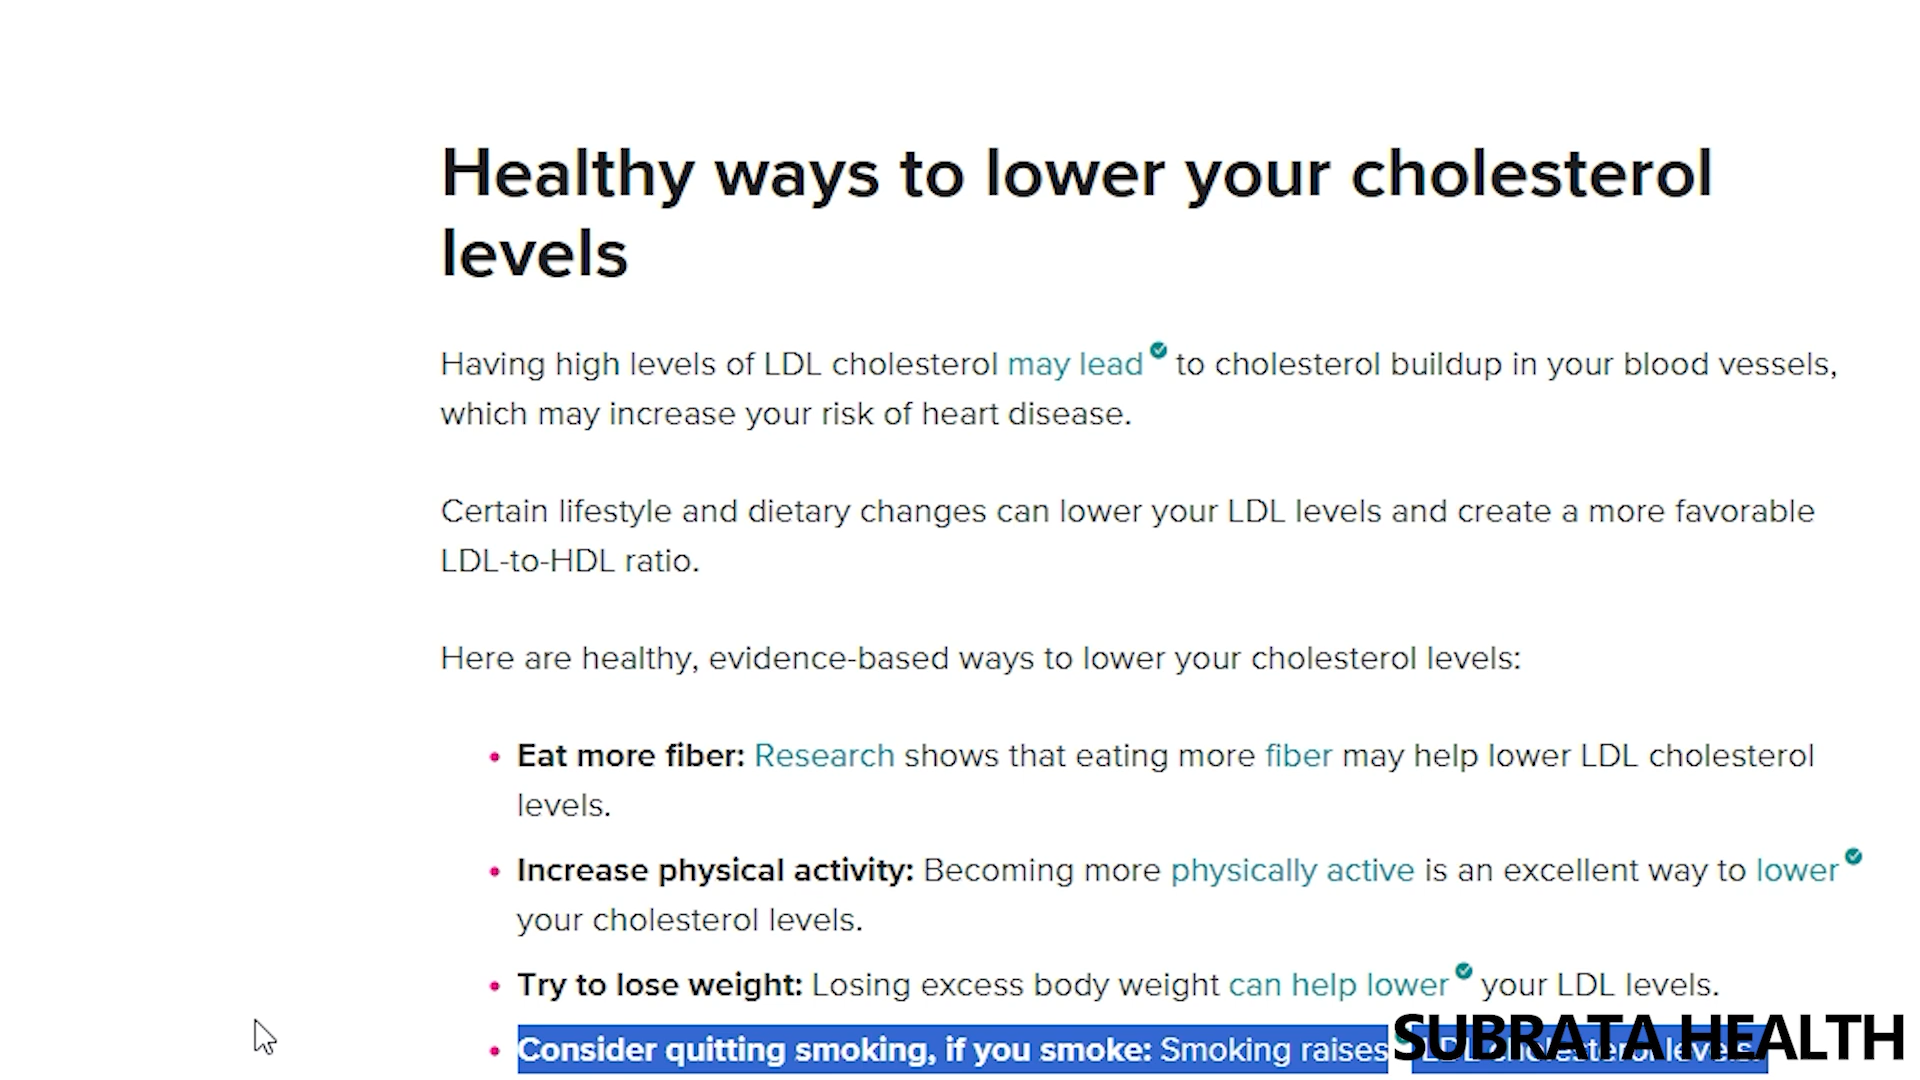 Healthy ways to lower your cholesterol
levels
Having high levels of LDL cholesterol may lead to cholesterol buildup in your blood vessels,
which may increase your risk of heart disease.
Certain lifestyle and dietary changes can lower your LDL levels and create a more favorable
LDL-to-HDL ratio.
Here are healthy, evidence-based ways to lower your cholesterol levels:
• Eat more fiber: Research shows that eating more fiber may help lower LDL cholesterol
levels.
• Increase physical activity: Becoming more physically active is an excellent way to lower
your cholesterol levels.
• Try to lose weight: Losing excess body weight can help lower your LDL levels.
• Consider quitting smoking, if you smoke: Smoking raises LDL cholesterol levels.
SUBRATA HEALTH